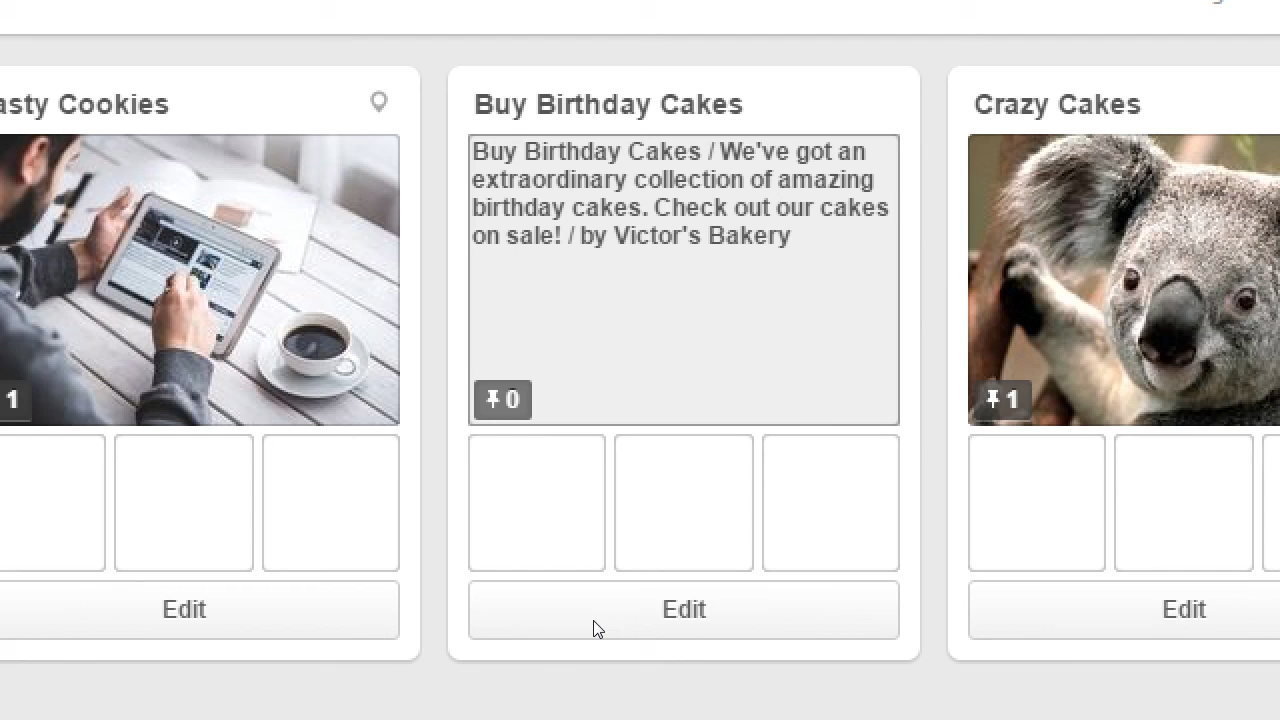 asty Cookies
1
Edit
Buy Birthday Cakes
Buy Birthday Cakes / We've got an
extraordinary collection of amazing
birthday cakes. Check out our cakes
on sale! / by Victor's Bakery
0
Edit
Crazy Cakes
1
Edit